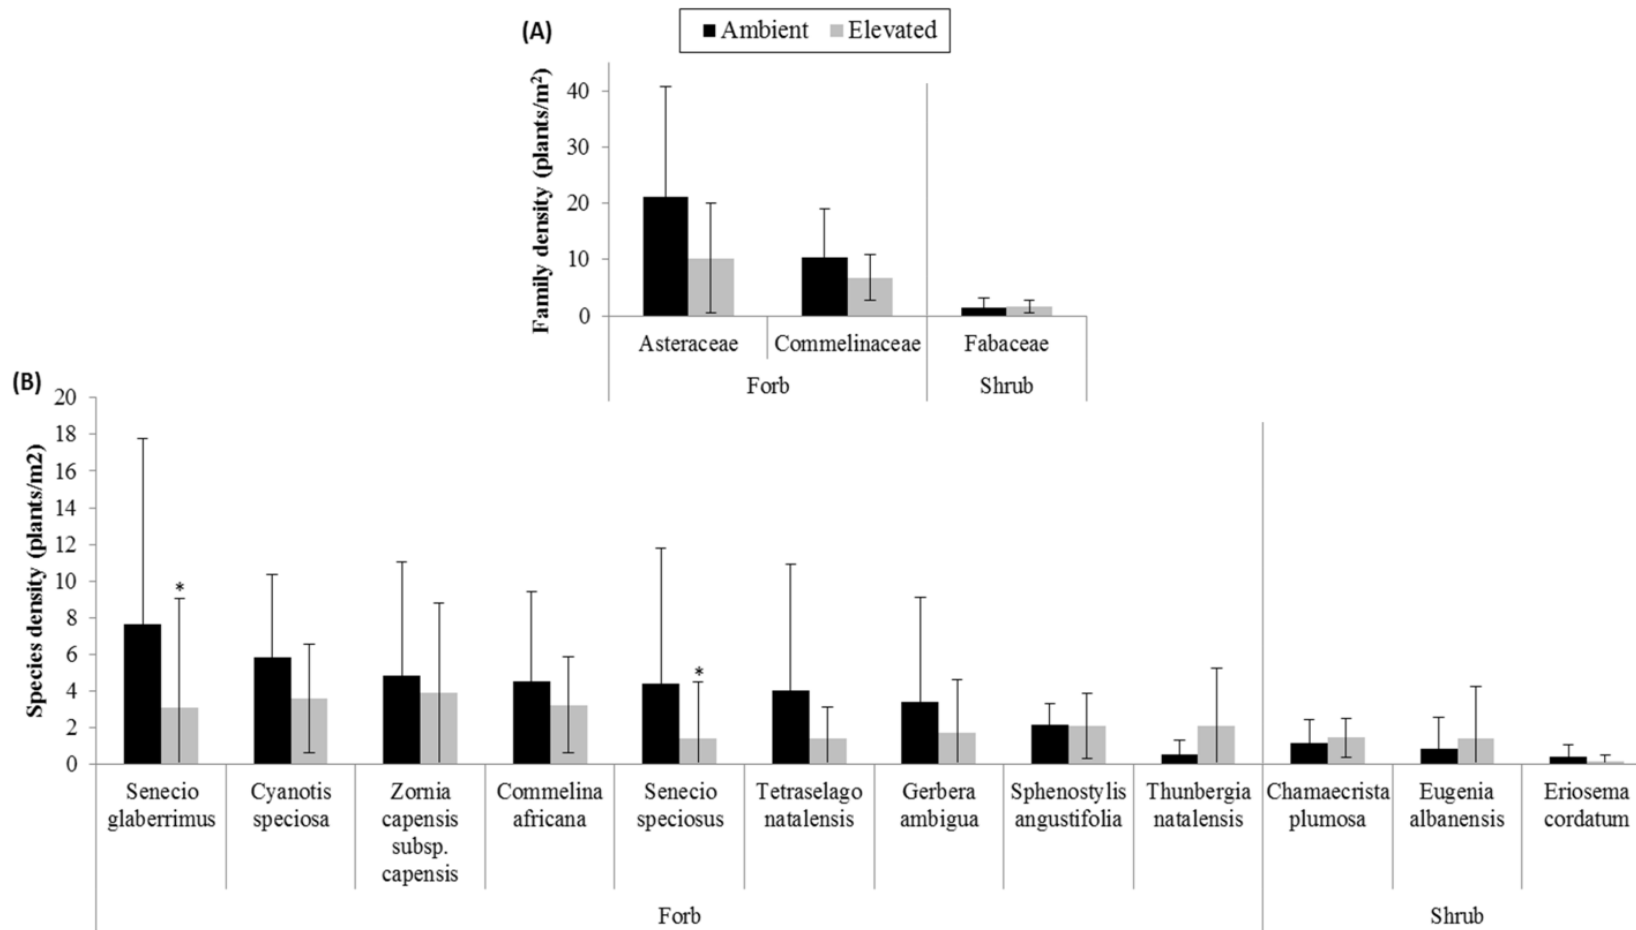 (A)
Ambient Elevated
Family density (plants/m²)
40
30
20
10
0
Asteraceae Commelinaceae Fabaceae
Forb Shrub
(B)
Species density (plants/m2)
20
18
16
14
12
10
8
6
4
2
0
*
*
Senecio glaberrimus
Cyanotis speciosa
Zornia capensis subsp. capensis
Commelina africana
Senecio speciosus
Tetraselago natalensis
Gerbera ambigua
Sphenostylis angustifolia
Thunbergia natalensis
Chamaecrista plumosa
Eugenia albanensis
Eriosema cordatum
Forb Shrub